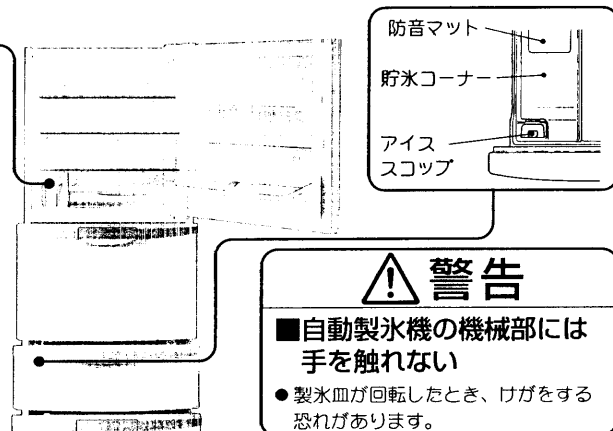 防音マット
貯氷コーナー
アイス
スコップ
警告
■自動製氷機の機械部には
手を触れない
●製氷皿が回転したとき、けがをする
恐れがあります。